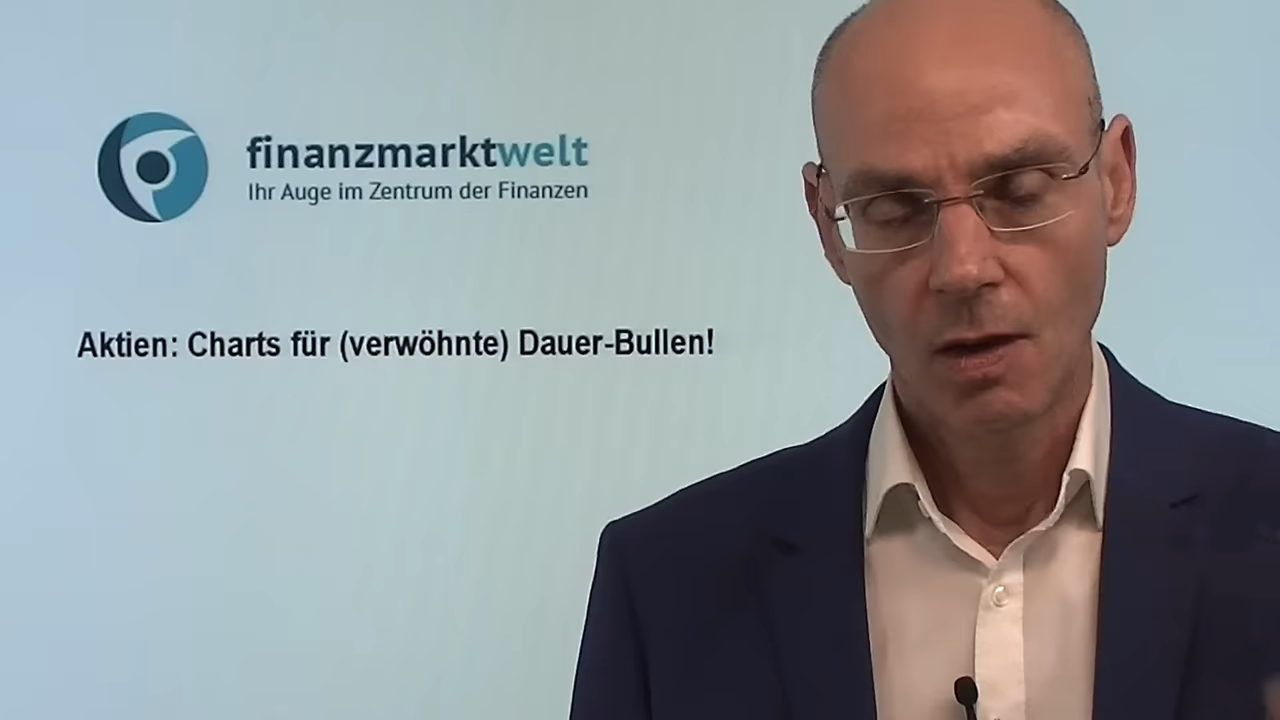 finanzmarktwelt
Ihr Auge im Zentrum der Finanzen
Aktien: Charts für (verwöhnte) Dauer-Bullen!